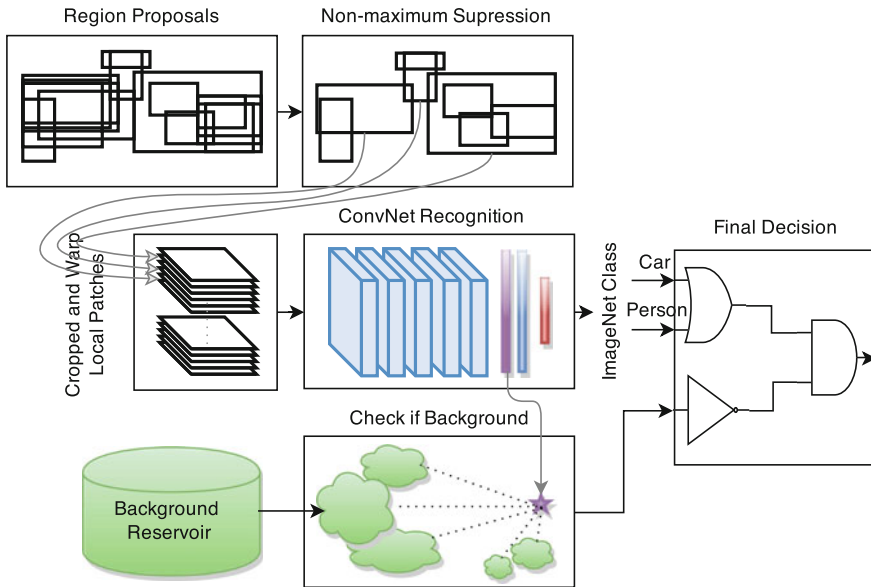 Region Proposals
Non-maximum Supression
Cropped and Warp
Local Patches
ConvNet Recognition
ImageNet Class
Final Decision
Car
Person
Check if Background
Background
Reservoir